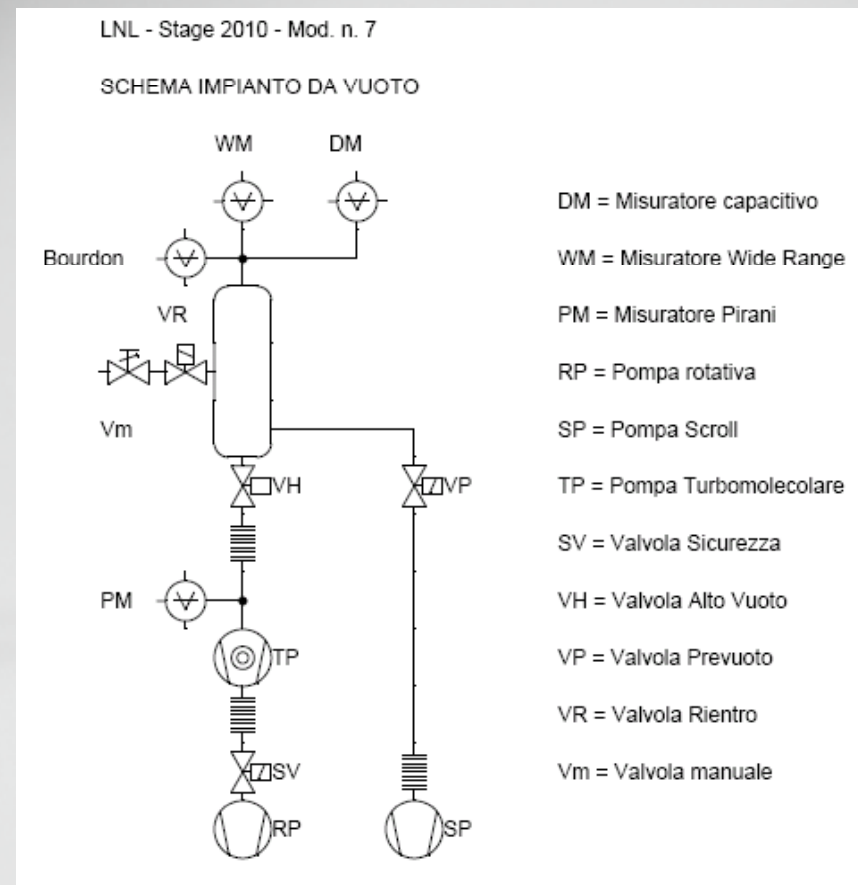 LNL - Stage 2010 - Mod. n. 7
SCHEMA IMPIANTO DA VUOTO
WM
DM
Bourdon
VR
Vm
VH
VP
PM
TP
SV
RP
SP
DM = Misuratore capacitivo
WM = Misuratore Wide Range
PM = Misuratore Pirani
RP = Pompa rotativa
SP = Pompa Scroll
TP = Pompa Turbomolecolare
SV = Valvola Sicurezza
VH = Valvola Alto Vuoto
VP = Valvola Prevuoto
VR = Valvola Rientro
Vm = Valvola manuale